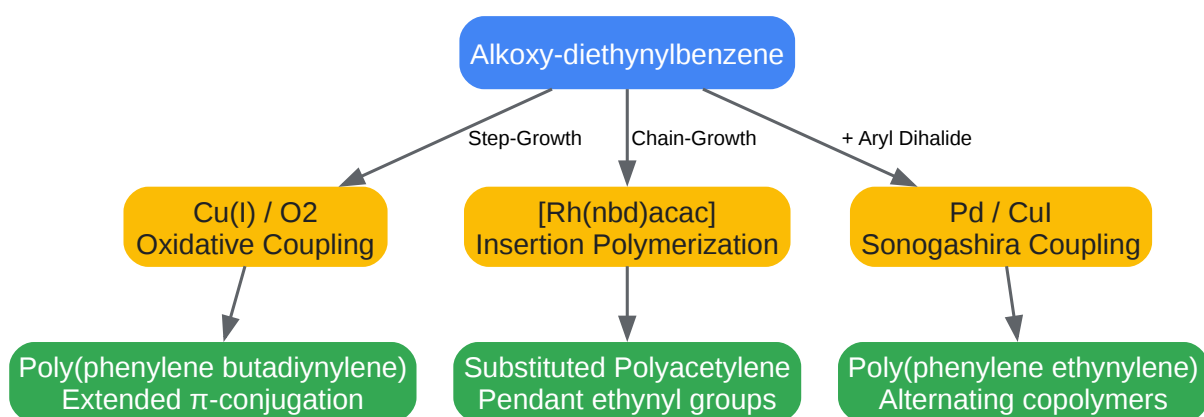 Alkoxy-diethynylbenzene
Step-Growth
Chain-Growth
+ Aryl Dihalide
Cu(I) / O2
Oxidative Coupling
[Rh(nbd)acac]
Insertion Polymerization
Pd / CuI
Sonogashira Coupling
Poly(phenylene butadiynylene)
Extended π-conjugation
Substituted Polyacetylene
Pendant ethynyl groups
Poly(phenylene ethynylene)
Alternating copolymers